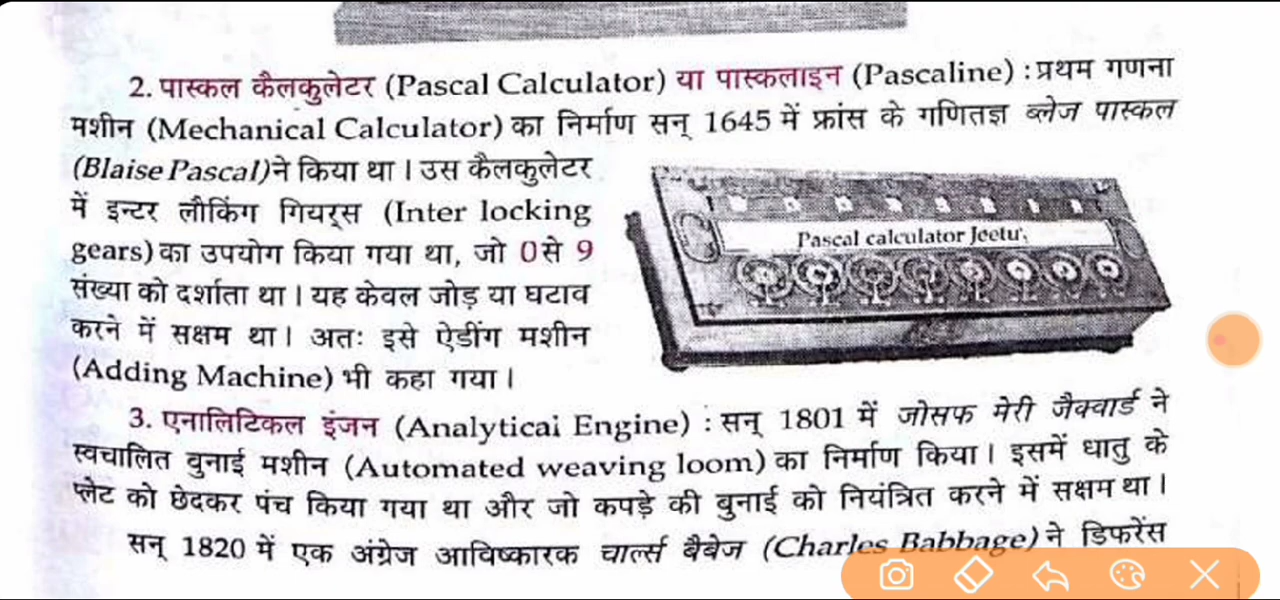 2. पास्कल कैलकुलेटर (Pascal Calculator) या पास्कलाइन (Pascaline) : प्रथम गणना
मशीन (Mechanical Calculator) का निर्माण सन् 1645 में फ्रांस के गणितज्ञ ब्लेज पास्कल
(Blaise Pascal)ने किया था । उस कैलकुलेटर
में इन्टर लौकिंग गियर्स (Inter locking
gears) का उपयोग किया गया था, जो 0 से 9
संख्या को दर्शाता था । यह केवल जोड़ या घटाव
करने में सक्षम था । अतः इसे ऐडींग मशीन
(Adding Machine) भी कहा गया ।
Pascal calculator Jeetu
3. एनालिटिकल इंजन (Analyticai Engine) : सन् 1801 में जोसफ मेरी जैक्वार्ड ने
स्वचालित बुनाई मशीन (Automated weaving loom) का निर्माण किया । इसमें धातु के
प्लेट को छेदकर पंच किया गया था और जो कपड़े की बुनाई को नियंत्रित करने में सक्षम था ।
सन् 1820 में एक अंग्रेज आविष्कारक चार्ल्स बैबेज (Charles Babbage) ने डिफरेंस